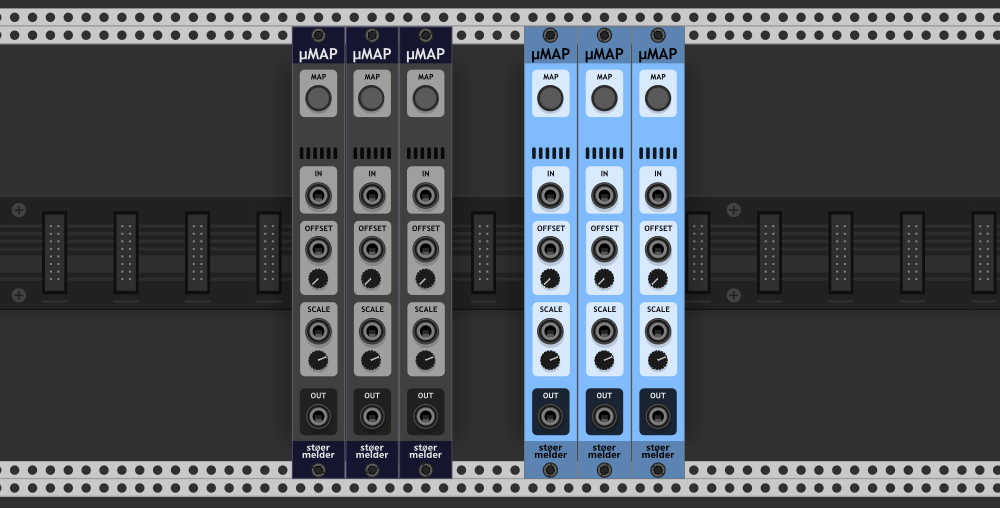 µMAP µMAP µMAP µMAP µMAP µMAP
MAP MAP MAP MAP MAP MAP
IN IN IN IN IN IN
OFFSET OFFSET OFFSET OFFSET OFFSET OFFSET
SCALE SCALE SCALE SCALE SCALE SCALE
OUT OUT OUT OUT OUT OUT
støer støer støer støer støer støer
melder melder melder melder melder melder